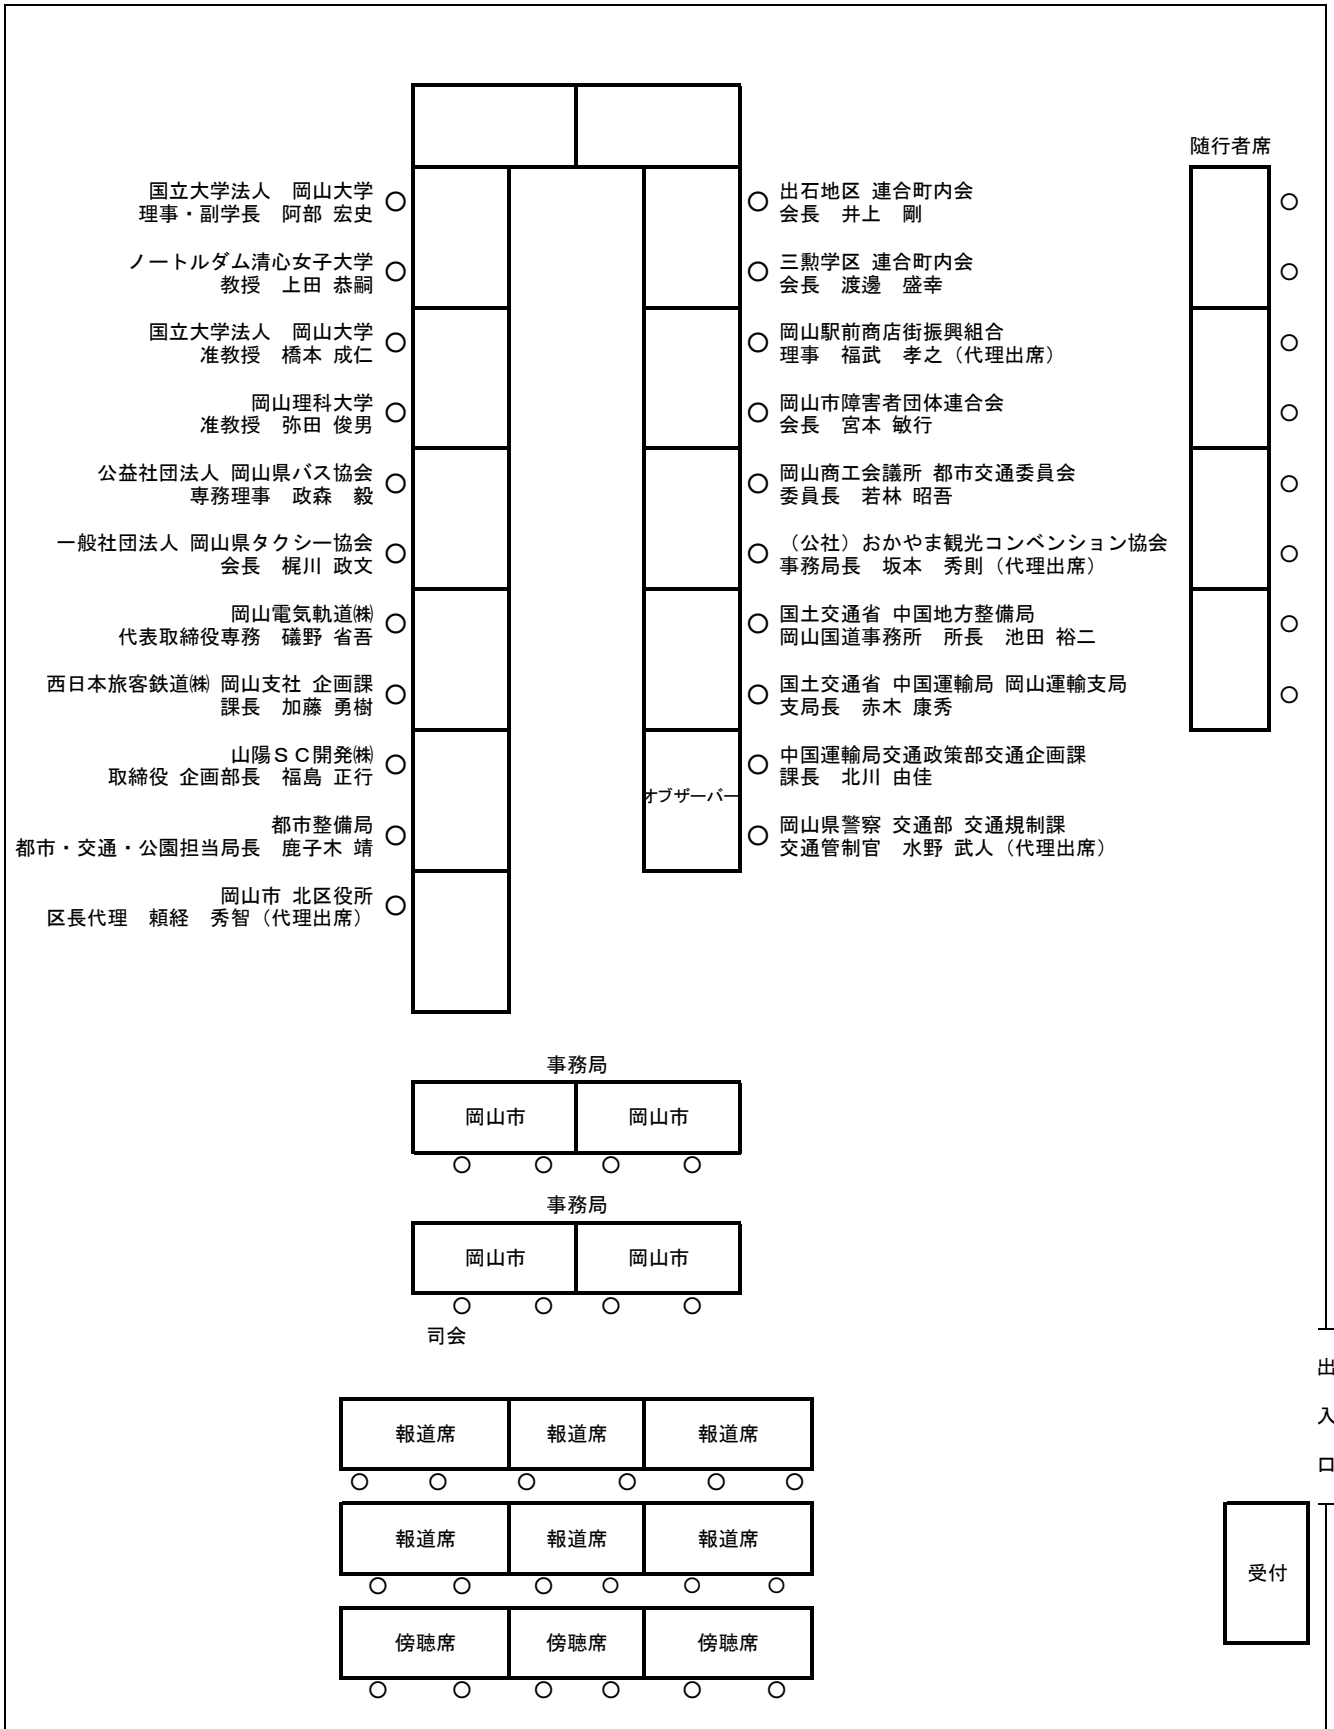 随行者席
国立大学法人　岡山大学
理事・副学長　阿部 宏史
ノートルダム清心女子大学
教授　上田 恭嗣
国立大学法人　岡山大学
准教授　橋本 成仁
岡山理科大学
准教授　弥田 俊男
公益社団法人 岡山県バス協会
専務理事　政森　毅
一般社団法人 岡山県タクシー協会
会長　梶川 政文
岡山電気軌道㈱
代表取締役専務　礒野 省吾
西日本旅客鉄道㈱ 岡山支社 企画課
課長　加藤 勇樹
山陽ＳＣ開発㈱
取締役 企画部長　福島 正行
都市整備局
都市・交通・公園担当局長　鹿子木 靖
岡山市 北区役所
区長代理　頼経　秀智（代理出席）
出石地区 連合町内会
会長　井上　剛
三勲学区 連合町内会
会長　渡邊　盛幸
岡山駅前商店街振興組合
理事　福武　孝之（代理出席）
岡山市障害者団体連合会
会長　宮本 敏行
岡山商工会議所 都市交通委員会
委員長　若林 昭吾
（公社）おかやま観光コンベンション協会
事務局長　坂本　秀則（代理出席）
国土交通省 中国地方整備局
岡山国道事務所　所長　池田 裕二
国土交通省 中国運輸局 岡山運輸支局
支局長　赤木 康秀
中国運輸局交通政策部交通企画課
課長　北川 由佳
オブザーバー
岡山県警察 交通部 交通規制課
交通管制官　水野 武人（代理出席）
事務局
岡山市 岡山市
事務局
岡山市 岡山市
司会
出
入
口
報道席 報道席 報道席
報道席 報道席 報道席
受付
傍聴席 傍聴席 傍聴席